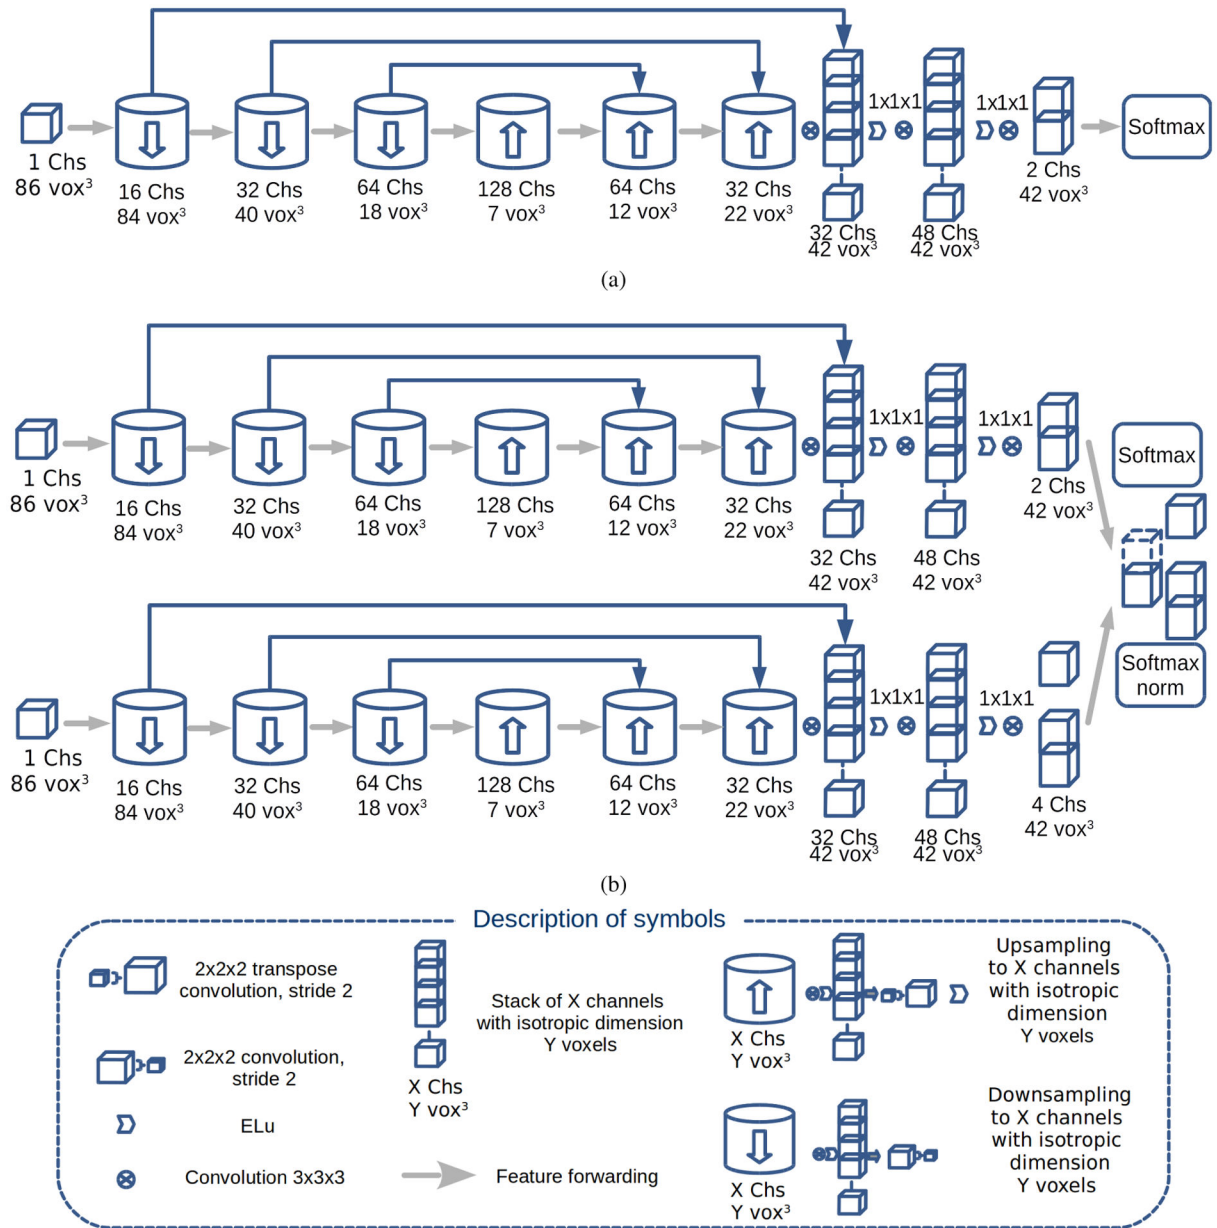 1x1x1
1x1x1
Softmax
1 Chs
86 vox³
16 Chs
84 vox³
32 Chs
40 vox³
64 Chs
18 vox³
128 Chs
7 vox³
64 Chs
12 vox³
32 Chs
22 vox³
32 Chs
42 vox³
48 Chs
42 vox³
2 Chs
42 vox³
(a)
1x1x1
1x1x1
Softmax
1 Chs
86 vox³
16 Chs
84 vox³
32 Chs
40 vox³
64 Chs
18 vox³
128 Chs
7 vox³
64 Chs
12 vox³
32 Chs
22 vox³
32 Chs
42 vox³
48 Chs
42 vox³
2 Chs
42 vox³
Softmax
norm
1x1x1
1x1x1
1 Chs
86 vox³
16 Chs
84 vox³
32 Chs
40 vox³
64 Chs
18 vox³
128 Chs
7 vox³
64 Chs
12 vox³
32 Chs
22 vox³
32 Chs
42 vox³
48 Chs
42 vox³
4 Chs
42 vox³
(b)
Description of symbols
2x2x2 transpose
convolution, stride 2
2x2x2 convolution,
stride 2
ELu
Convolution 3x3x3
Stack of X channels
with isotropic dimension
Y voxels
X Chs
Y vox³
Feature forwarding
X Chs
Y vox³
Upsampling
to X channels
with isotropic
dimension
Y voxels
X Chs
Y vox³
Downsampling
to X channels
with isotropic
dimension
Y voxels